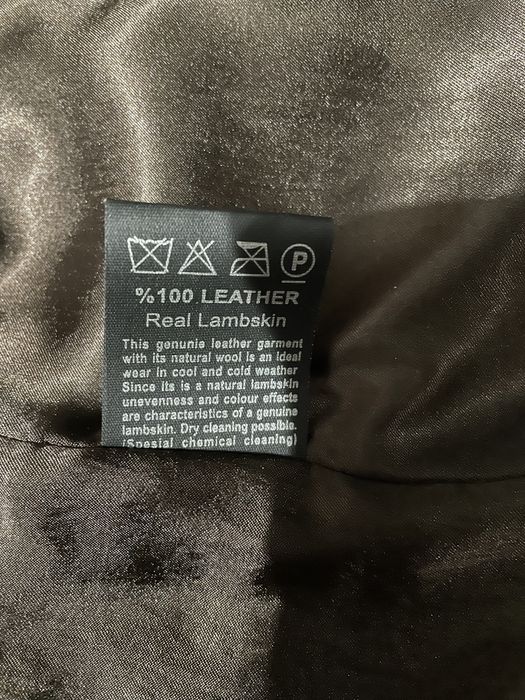 P
%100 LEATHER
Real Lambskin
This genunie leather garment
with its natural wool is an ideal
wear in cool and cold weather
Since its is a natural lambskin
unevenness and colour effects
are characteristics of a genuine
lambskin. Dry cleaning possible.
(Spesial chemical cleaning)